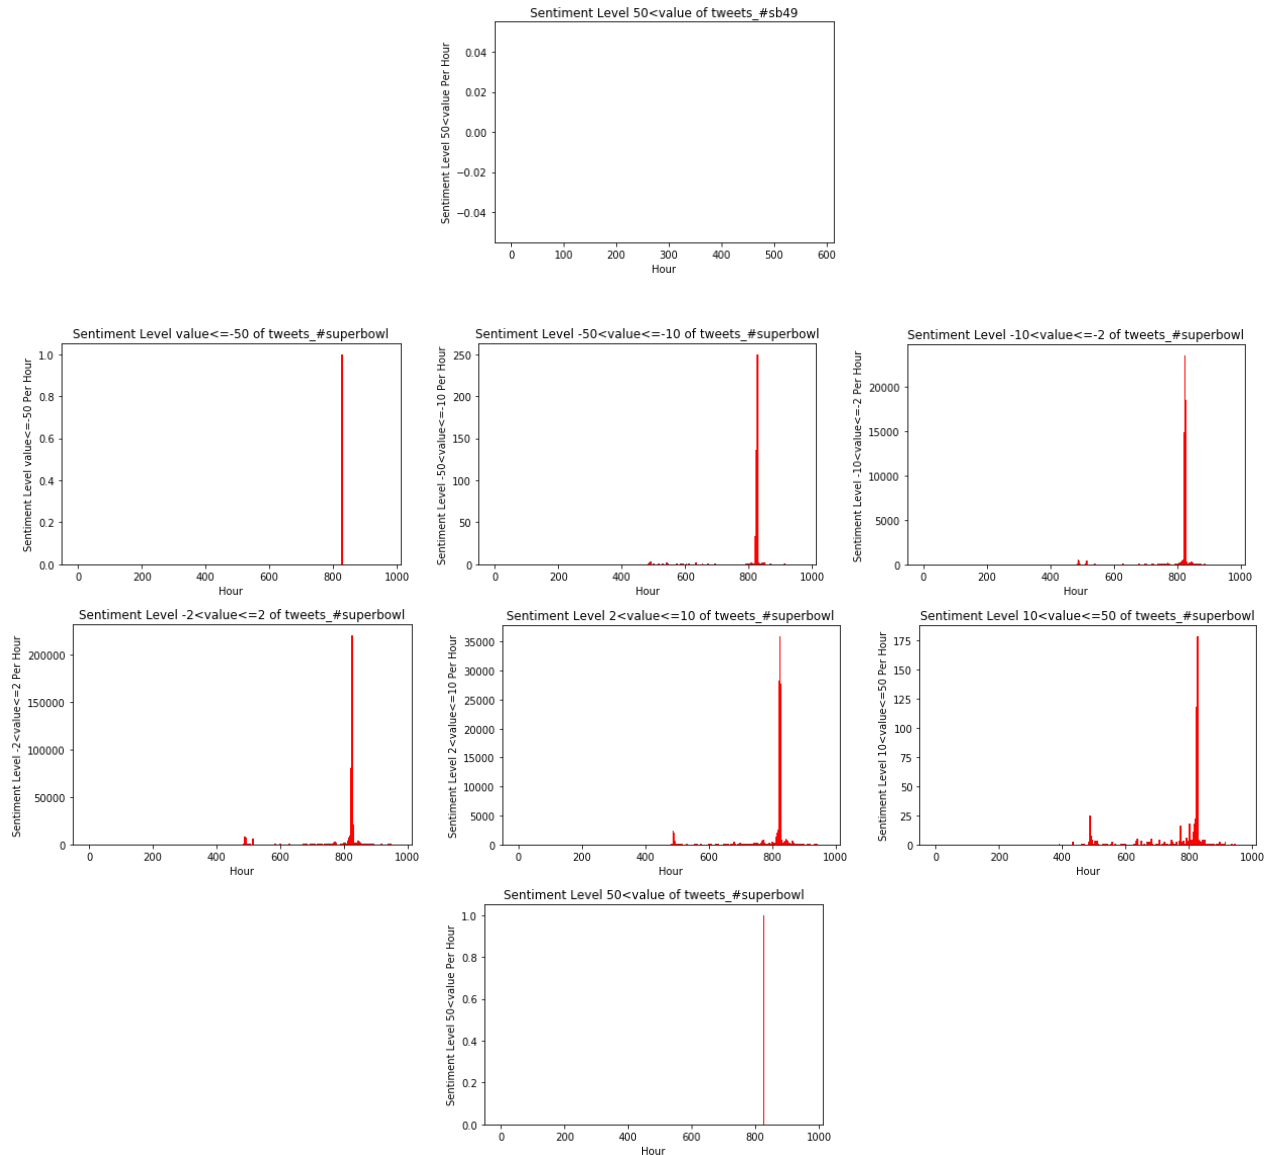 Sentiment Level 50<value of tweets_#sb49
Sentiment Level 50<value Per Hour
0.04
0.02
0.00
−0.02
−0.04
0 100 200 300 400 500 600
Hour
Sentiment Level value<=-50 of tweets_#superbowl
Sentiment Level value<=-50 Per Hour
1.0
0.8
0.6
0.4
0.2
0.0
0 200 400 600 800 1000
Hour
Sentiment Level -50<value<=-10 of tweets_#superbowl
Sentiment Level -50<value<=-10 Per Hour
250
200
150
100
50
0
0 200 400 600 800 1000
Hour
Sentiment Level -10<value<=-2 of tweets_#superbowl
Sentiment Level -10<value<=-2 Per Hour
20000
15000
10000
5000
0
0 200 400 600 800 1000
Hour
Sentiment Level -2<value<=2 of tweets_#superbowl
Sentiment Level -2<value<=2 Per Hour
200000
150000
100000
50000
0
0 200 400 600 800 1000
Hour
Sentiment Level 2<value<=10 of tweets_#superbowl
Sentiment Level 2<value<=10 Per Hour
35000
30000
25000
20000
15000
10000
5000
0
0 200 400 600 800 1000
Hour
Sentiment Level 10<value<=50 of tweets_#superbowl
Sentiment Level 10<value<=50 Per Hour
175
150
125
100
75
50
25
0
0 200 400 600 800 1000
Hour
Sentiment Level 50<value of tweets_#superbowl
Sentiment Level 50<value Per Hour
1.0
0.8
0.6
0.4
0.2
0.0
0 200 400 600 800 1000
Hour